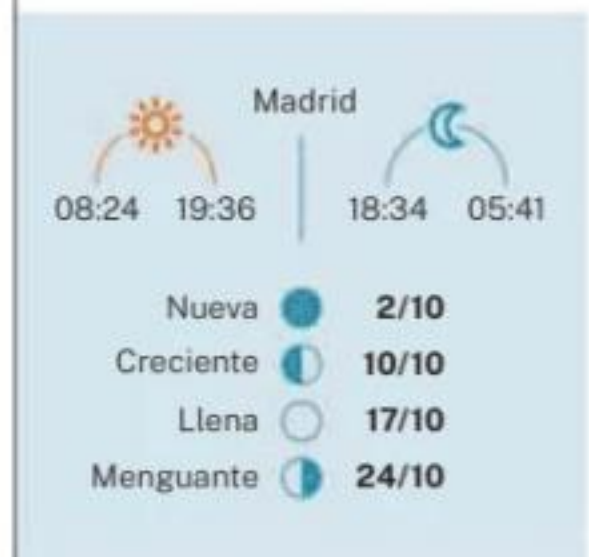 Madrid
08:24 19:36 18:34 05:41
Nueva 2/10
Creciente 10/10
Llena 17/10
Menguante 24/10